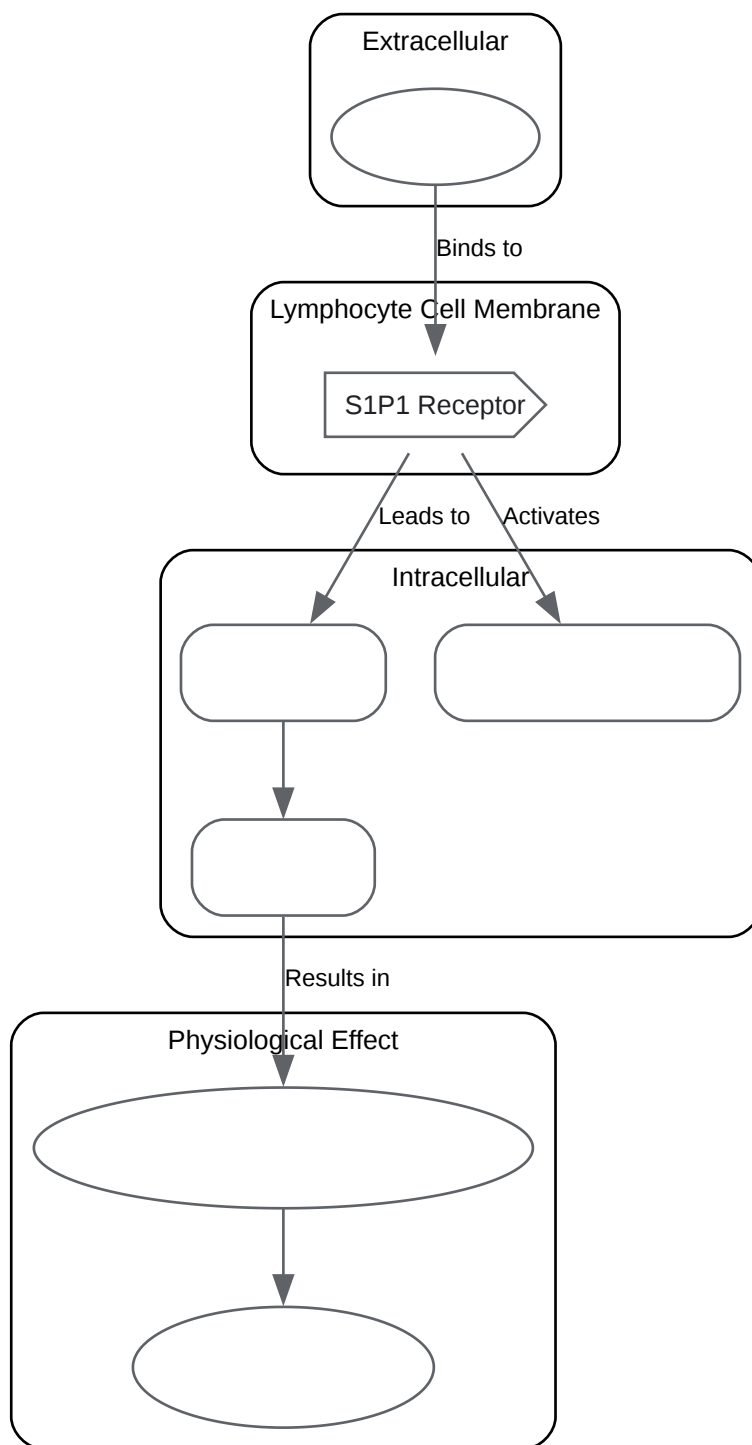 Extracellular
Binds to
Lymphocyte Cell Membrane
S1P1 Receptor
Leads to
Activates
Intracellular
Results in
Physiological Effect